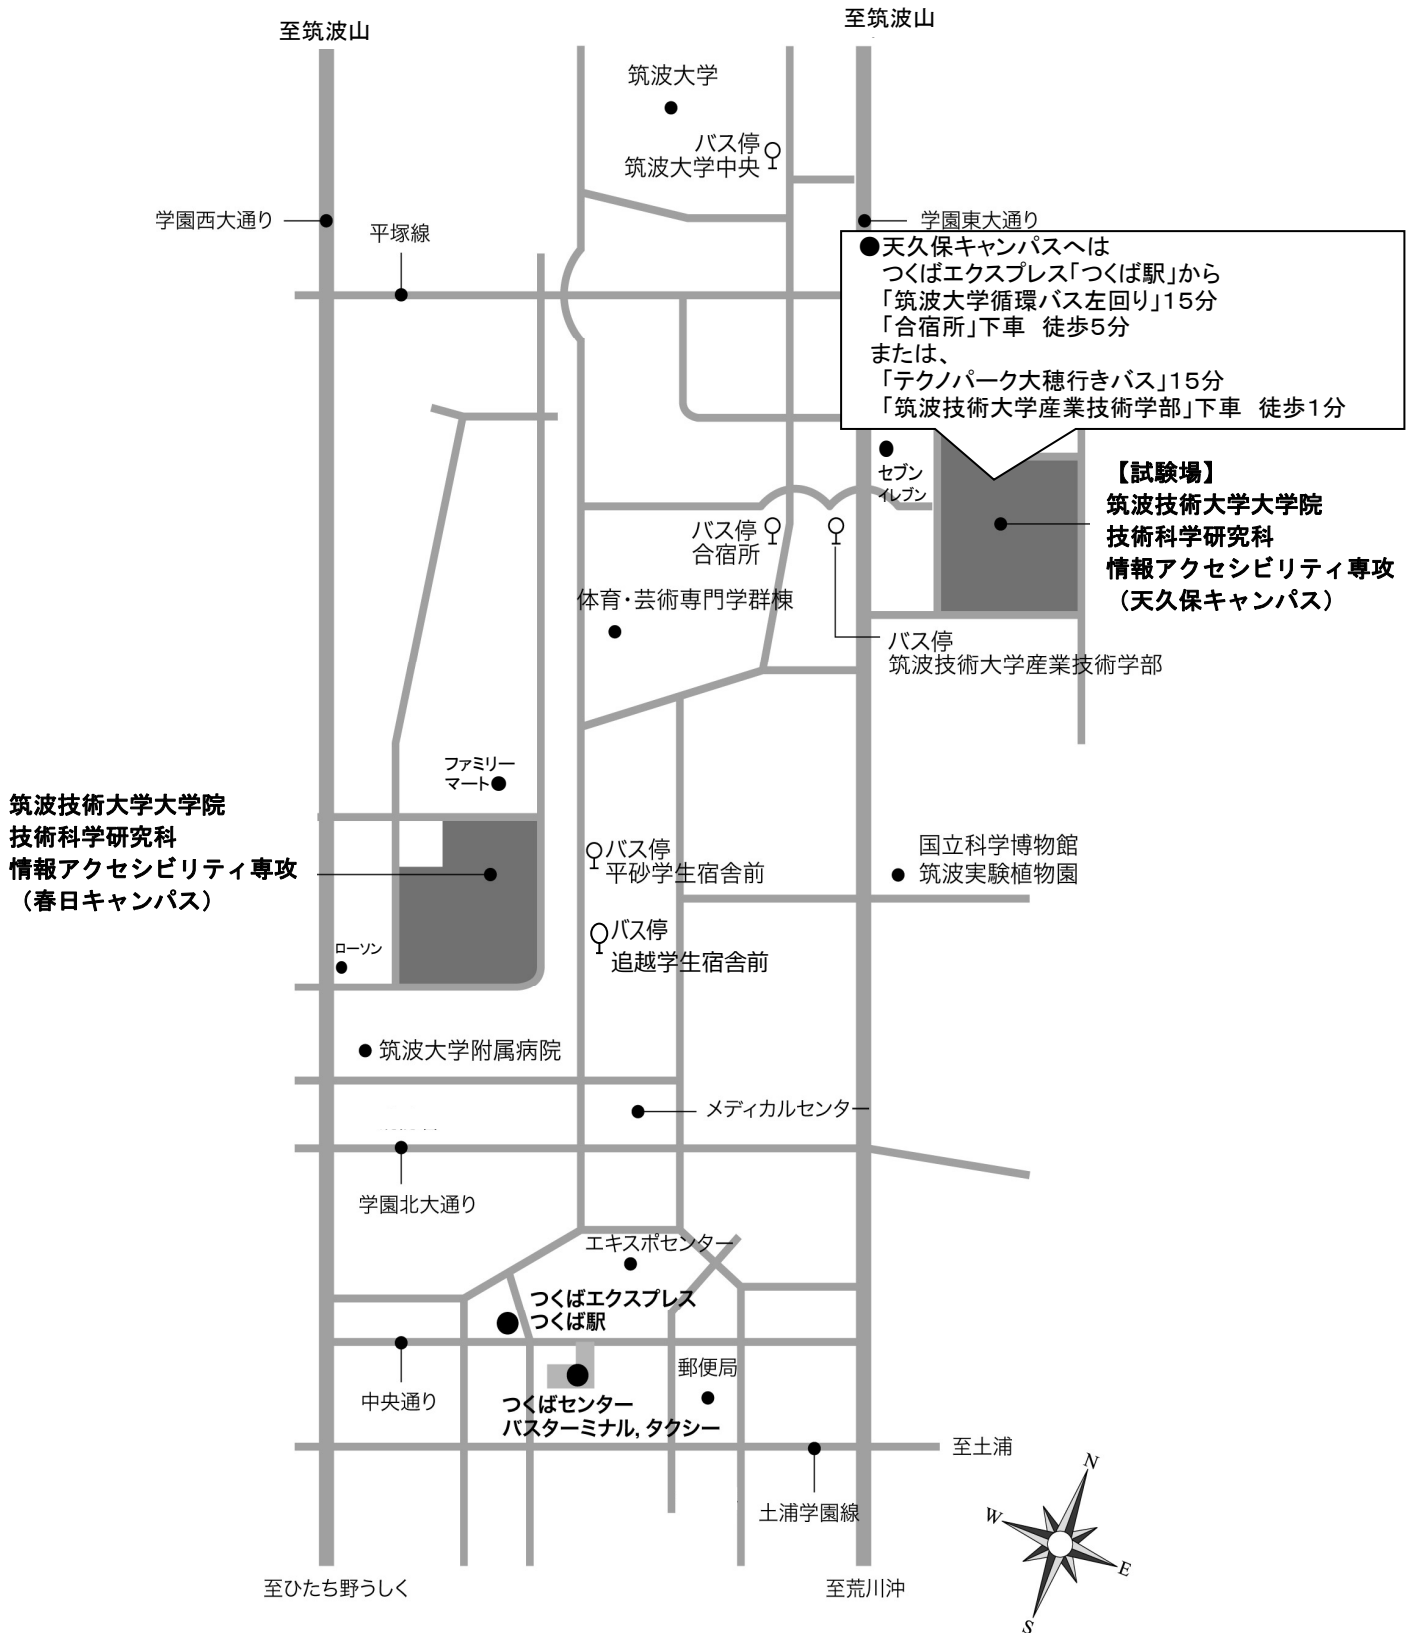 至筑波山
至筑波山
筑波大学
バス停
筑波大学中央
学園西大通り
平塚線
学園東大通り
●天久保キャンパスへは
つくばエクスプレス「つくば駅」から
「筑波大学循環バス左回り」15分
「合宿所」下車　徒歩5分
または、
「テクノパーク大穂行きバス」15分
「筑波技術大学産業技術学部」下車　徒歩1分
セブン
イレブン
【試験場】
筑波技術大学大学院
技術科学研究科
情報アクセシビリティ専攻
（天久保キャンパス）
バス停
合宿所
体育・芸術専門学群棟
バス停
筑波技術大学産業技術学部
ファミリー
マート
筑波技術大学大学院
技術科学研究科
情報アクセシビリティ専攻
（春日キャンパス）
バス停
平砂学生宿舎前
国立科学博物館
筑波実験植物園
バス停
追越学生宿舎前
ローソン
筑波大学附属病院
メディカルセンター
学園北大通り
エキスポセンター
つくばエクスプレス
つくば駅
郵便局
中央通り
つくばセンター
バスターミナル, タクシー
至土浦
土浦学園線
N
W
E
S
至ひたち野うしく
至荒川沖